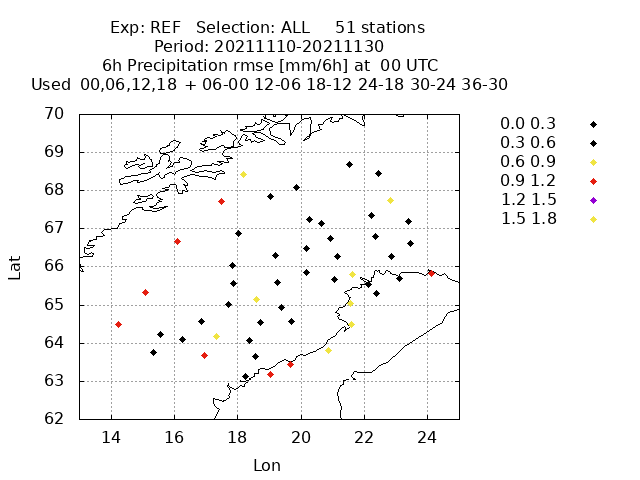 Exp: REF   Selection: ALL     51 stations
Period: 20211110-20211130
6h Precipitation rmse [mm/6h] at  00 UTC
Used  00,06,12,18  + 06-00 12-06 18-12 24-18 30-24 36-30
70
69
68
67
66
65
64
63
62
Lat
14 16 18 20 22 24
Lon
0.0 0.3
0.3 0.6
0.6 0.9
0.9 1.2
1.2 1.5
1.5 1.8